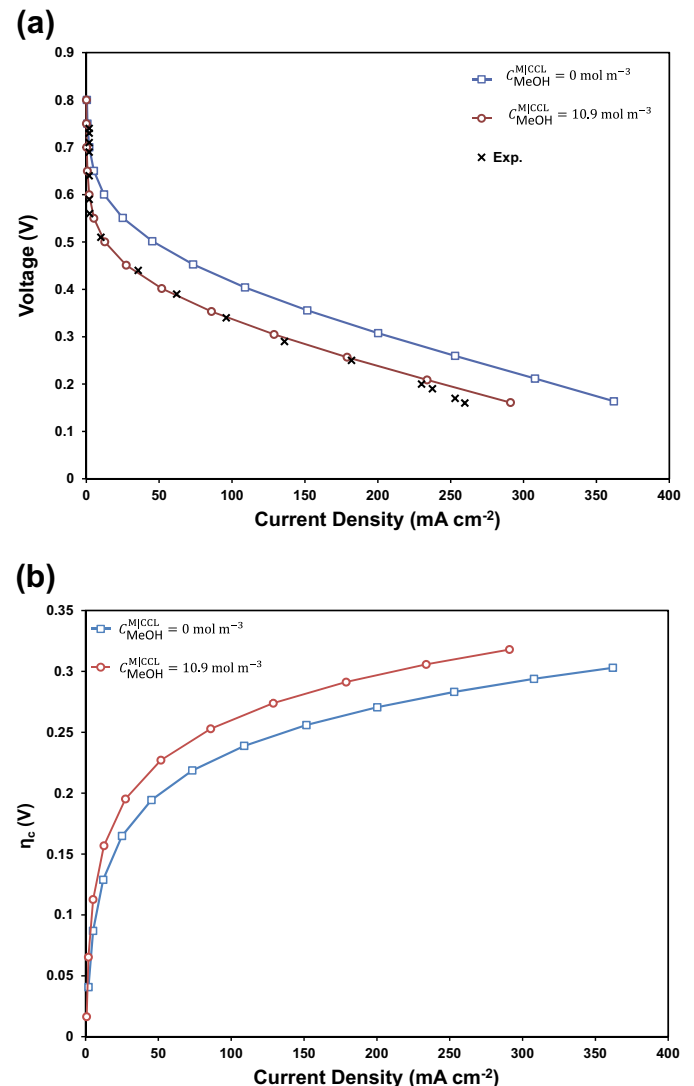 (a)
0.9
0.8
0.7
0.6
0.5
0.4
0.3
0.2
0.1
0
Voltage (V)
C_MeOH^M|CCL = 0 mol m⁻³
C_MeOH^M|CCL = 10.9 mol m⁻³
Exp.
0 50 100 150 200 250 300 350 400
Current Density (mA cm⁻²)
(b)
0.35
0.3
0.25
0.2
0.15
0.1
0.05
0
η_c (V)
C_MeOH^M|CCL = 0 mol m⁻³
C_MeOH^M|CCL = 10.9 mol m⁻³
0 50 100 150 200 250 300 350 400
Current Density (mA cm⁻²)